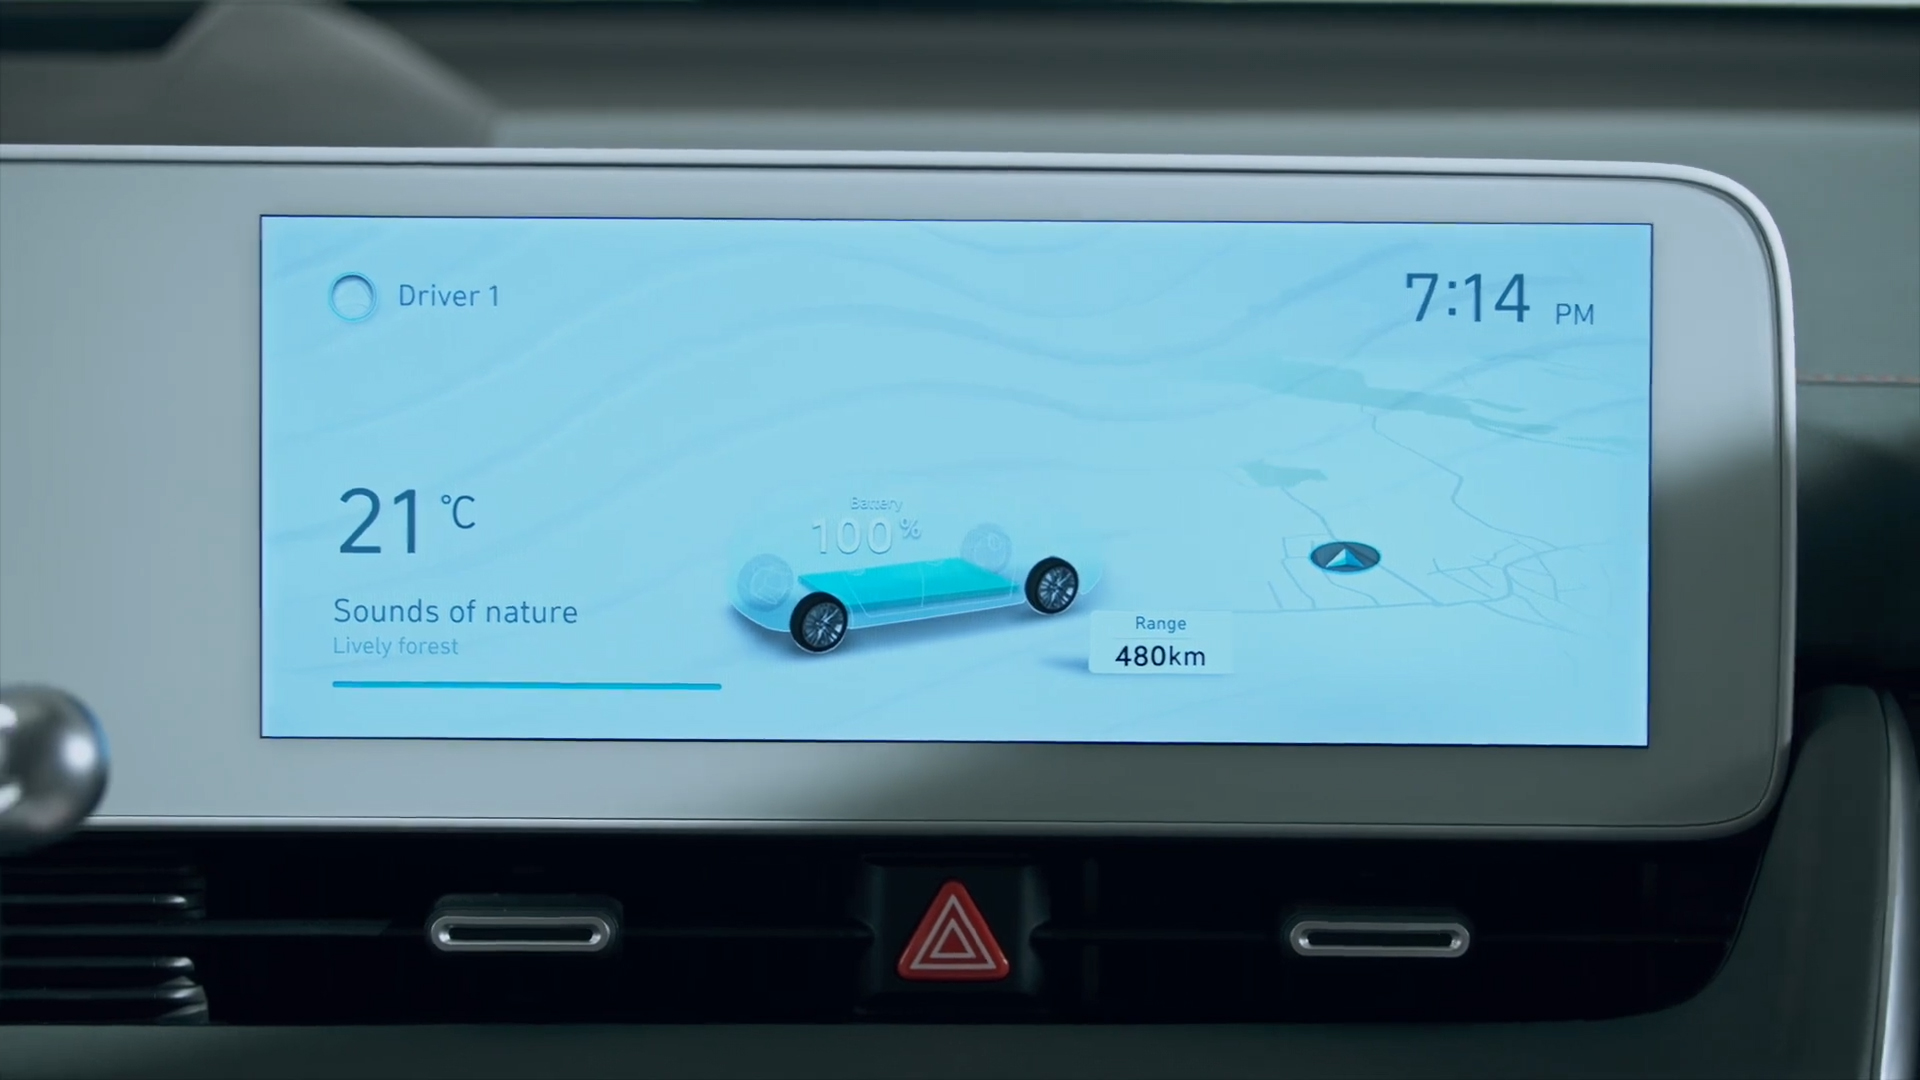 Driver 1
7:14 PM
21 °C
Battery
100%
Sounds of nature
Lively forest
Range
480km